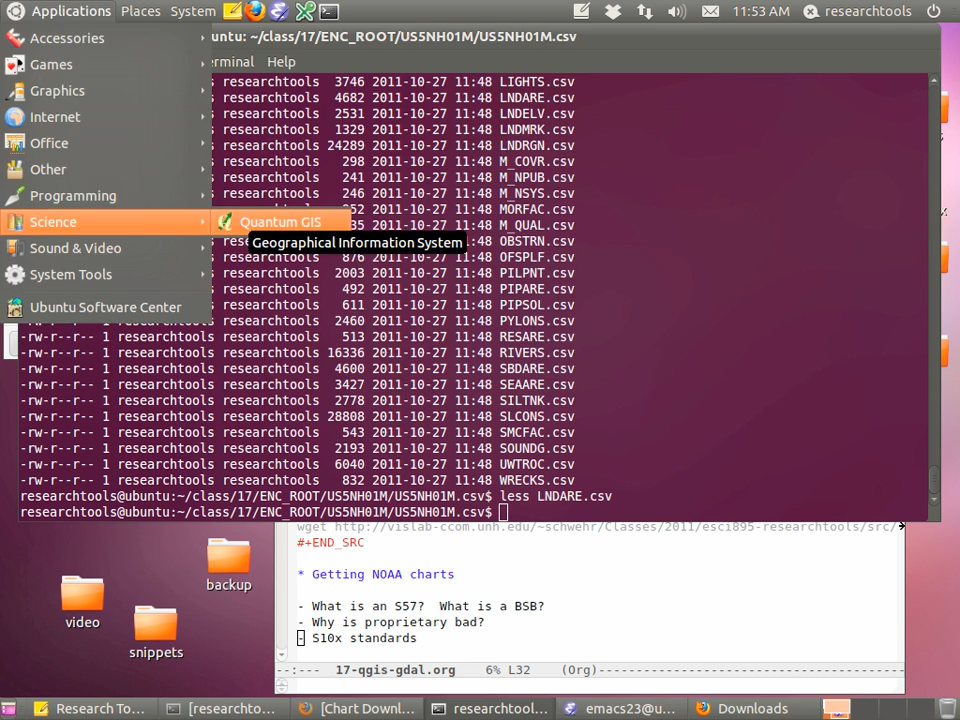 Applications Places System 11:53 AM researchtools
Accessories
Games
Graphics
Internet
Office
Other
Programming
Science
Sound & Video
System Tools
Ubuntu Software Center
Quantum GIS
Geographical Information System
untu: ~/class/17/ENC_ROOT/US5NH01M/US5NH01M.csv
erminal Help
researchtools 3746 2011-10-27 11:48 LIGHTS.csv
researchtools 4682 2011-10-27 11:48 LNDARE.csv
researchtools 2531 2011-10-27 11:48 LNDELV.csv
researchtools 1329 2011-10-27 11:48 LNDMRK.csv
researchtools 24289 2011-10-27 11:48 LNDRGN.csv
researchtools 298 2011-10-27 11:48 M_COVR.csv
researchtools 241 2011-10-27 11:48 M_NPUB.csv
researchtools 246 2011-10-27 11:48 M_NSYS.csv
52 2011-10-27 11:48 MORFAC.csv
35 2011-10-27 11:48 M_QUAL.csv
OBSTRN.csv
876 2011-10-27 11:48 OFSPLF.csv
researchtools 2003 2011-10-27 11:48 PILPNT.csv
researchtools 492 2011-10-27 11:48 PIPARE.csv
researchtools 611 2011-10-27 11:48 PIPSOL.csv
-rw-r--r-- 1 researchtools researchtools 2460 2011-10-27 11:48 PYLONS.csv
-rw-r--r-- 1 researchtools researchtools 513 2011-10-27 11:48 RESARE.csv
-rw-r--r-- 1 researchtools researchtools 16336 2011-10-27 11:48 RIVERS.csv
-rw-r--r-- 1 researchtools researchtools 4600 2011-10-27 11:48 SBDARE.csv
-rw-r--r-- 1 researchtools researchtools 3427 2011-10-27 11:48 SEAARE.csv
-rw-r--r-- 1 researchtools researchtools 2778 2011-10-27 11:48 SILTNK.csv
-rw-r--r-- 1 researchtools researchtools 28808 2011-10-27 11:48 SLCONS.csv
-rw-r--r-- 1 researchtools researchtools 543 2011-10-27 11:48 SMCFAC.csv
-rw-r--r-- 1 researchtools researchtools 2193 2011-10-27 11:48 SOUNDG.csv
-rw-r--r-- 1 researchtools researchtools 6040 2011-10-27 11:48 UWTROC.csv
-rw-r--r-- 1 researchtools researchtools 832 2011-10-27 11:48 WRECKS.csv
researchtools@ubuntu:~/class/17/ENC_ROOT/US5NH01M/US5NH01M.csv$ less LNDARE.csv
researchtools@ubuntu:~/class/17/ENC_ROOT/US5NH01M/US5NH01M.csv$
wget http://vislab-ccom.unh.edu/~schwehr/Classes/2011/esci895-researchtools/src/
#+END_SRC
* Getting NOAA charts
- What is an S57? What is a BSB?
- Why is proprietary bad?
- S10x standards
--:--- 17-qgis-gdal.org 6% L32 (Org)----------------------------------------
backup
video
snippets
Research To... [researchto... [Chart Downl... researchtool... emacs23@u... Downloads